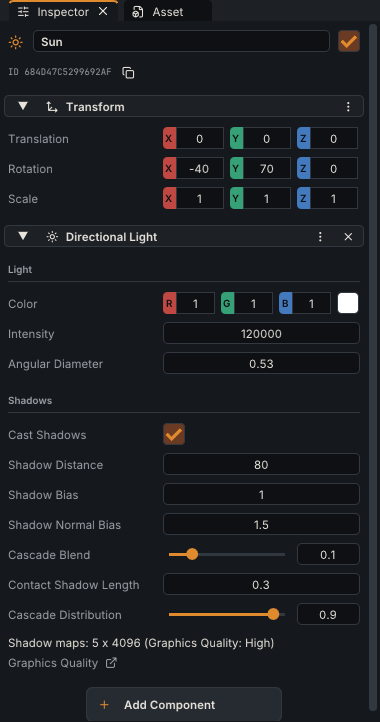 Inspector
Asset
Sun
ID 684D47C5299692AF
Transform
Translation X 0 Y 0 Z 0
Rotation X -40 Y 70 Z 0
Scale X 1 Y 1 Z 1
Directional Light
Light
Color R 1 G 1 B 1
Intensity 120000
Angular Diameter 0.53
Shadows
Cast Shadows
Shadow Distance 80
Shadow Bias 1
Shadow Normal Bias 1.5
Cascade Blend 0.1
Contact Shadow Length 0.3
Cascade Distribution 0.9
Shadow maps: 5 x 4096 (Graphics Quality: High)
Graphics Quality
Add Component